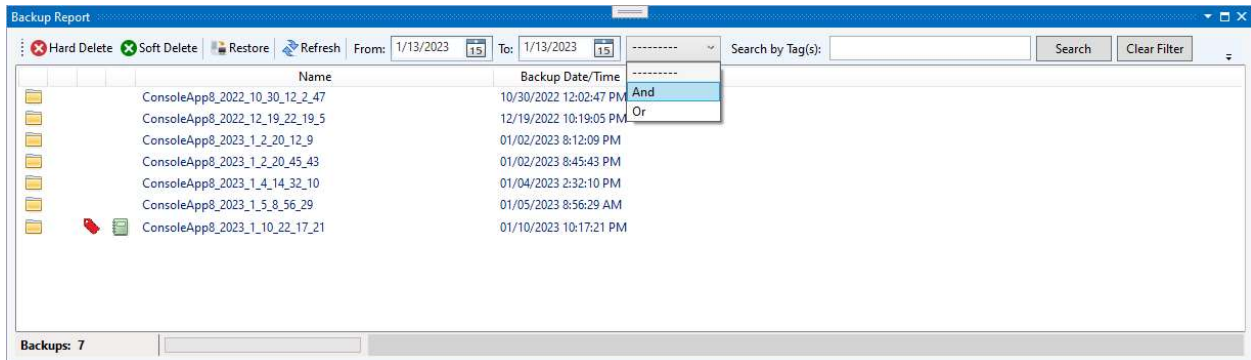 Backup Report
Hard Delete Soft Delete Restore Refresh From: 1/13/2023 15 To: 1/13/2023 15 --------- Search by Tag(s): Search Clear Filter
Name Backup Date/Time ---------
And
Or
ConsoleApp8_2022_10_30_12_2_47 10/30/2022 12:02:47 PM
ConsoleApp8_2022_12_19_22_19_5 12/19/2022 10:19:05 PM
ConsoleApp8_2023_1_2_20_12_9 01/02/2023 8:12:09 PM
ConsoleApp8_2023_1_2_20_45_43 01/02/2023 8:45:43 PM
ConsoleApp8_2023_1_4_14_32_10 01/04/2023 2:32:10 PM
ConsoleApp8_2023_1_5_8_56_29 01/05/2023 8:56:29 AM
ConsoleApp8_2023_1_10_22_17_21 01/10/2023 10:17:21 PM
Backups: 7